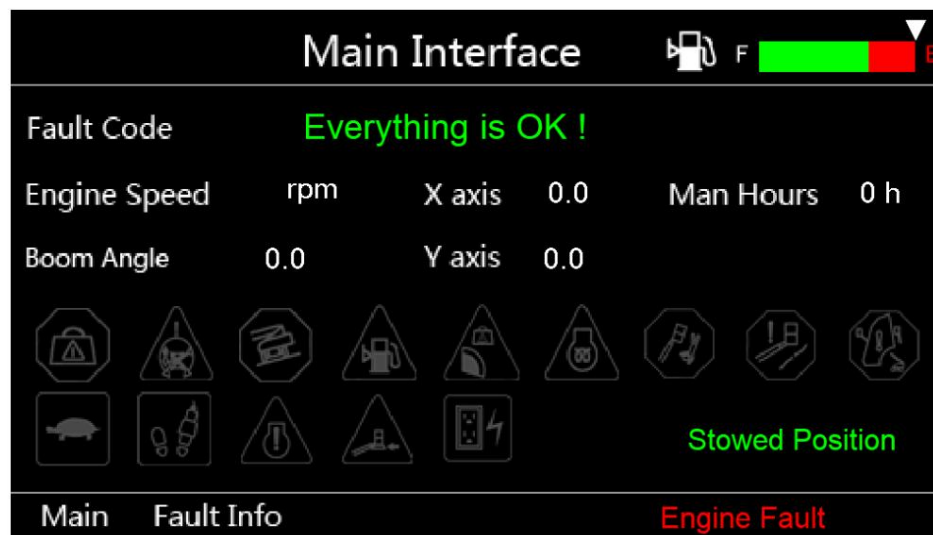 Main Interface F E
Fault Code Everything is OK !
Engine Speed rpm X axis 0.0 Man Hours 0 h
Boom Angle 0.0 Y axis 0.0
Stowed Position
Main Fault Info Engine Fault